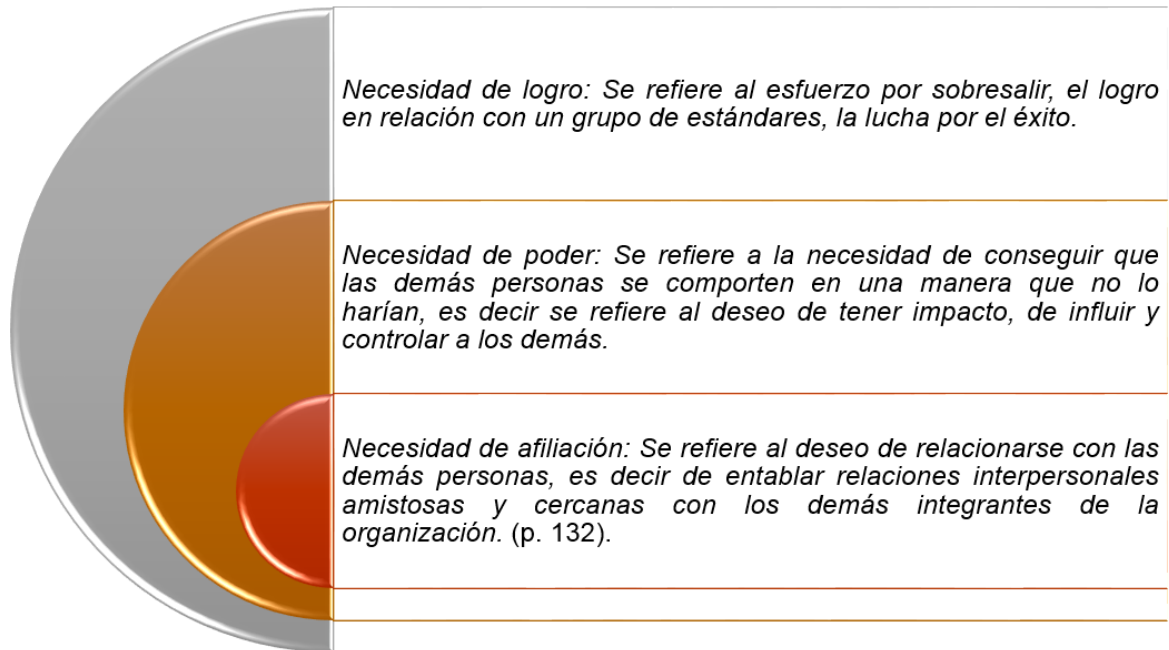 Necesidad de logro: Se refiere al esfuerzo por sobresalir, el logro
en relación con un grupo de estándares, la lucha por el éxito.
Necesidad de poder: Se refiere a la necesidad de conseguir que
las demás personas se comporten en una manera que no lo
harían, es decir se refiere al deseo de tener impacto, de influir y
controlar a los demás.
Necesidad de afiliación: Se refiere al deseo de relacionarse con las
demás personas, es decir de entablar relaciones interpersonales
amistosas y cercanas con los demás integrantes de la
organización. (p. 132).